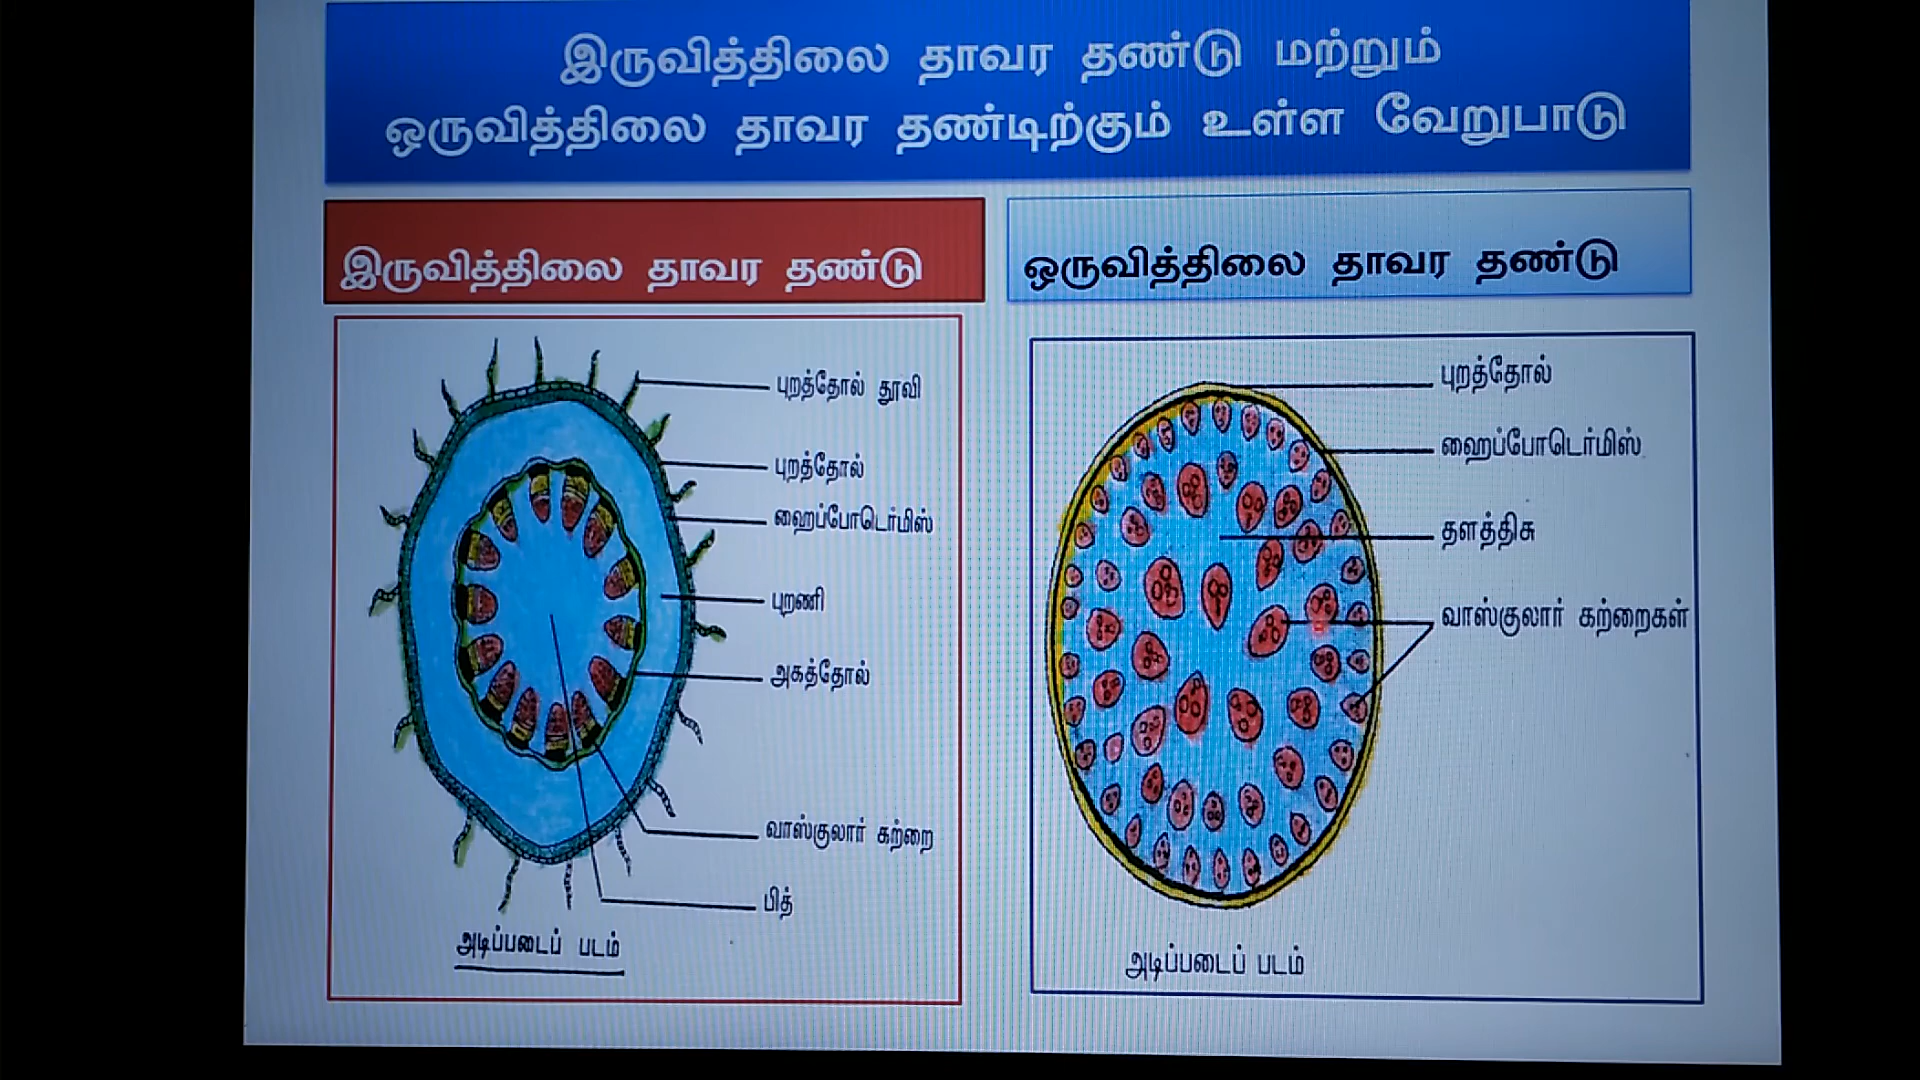 இருவித்திலை தாவர தண்டு மற்றும்
ஒருவித்திலை தாவர தண்டிற்கும் உள்ள வேறுபாடு
இருவித்திலை தாவர தண்டு
புறத்தோல் தூவி
புறத்தோல்
ஹைப்போடெர்மிஸ்
புறணி
அகத்தோல்
வாஸ்குலார் கற்றை
பித்
அடிப்படைப் படம்
ஒருவித்திலை தாவர தண்டு
புறத்தோல்
ஹைப்போடெர்மிஸ்
தளத்திசு
வாஸ்குலார் கற்றைகள்
அடிப்படைப் படம்